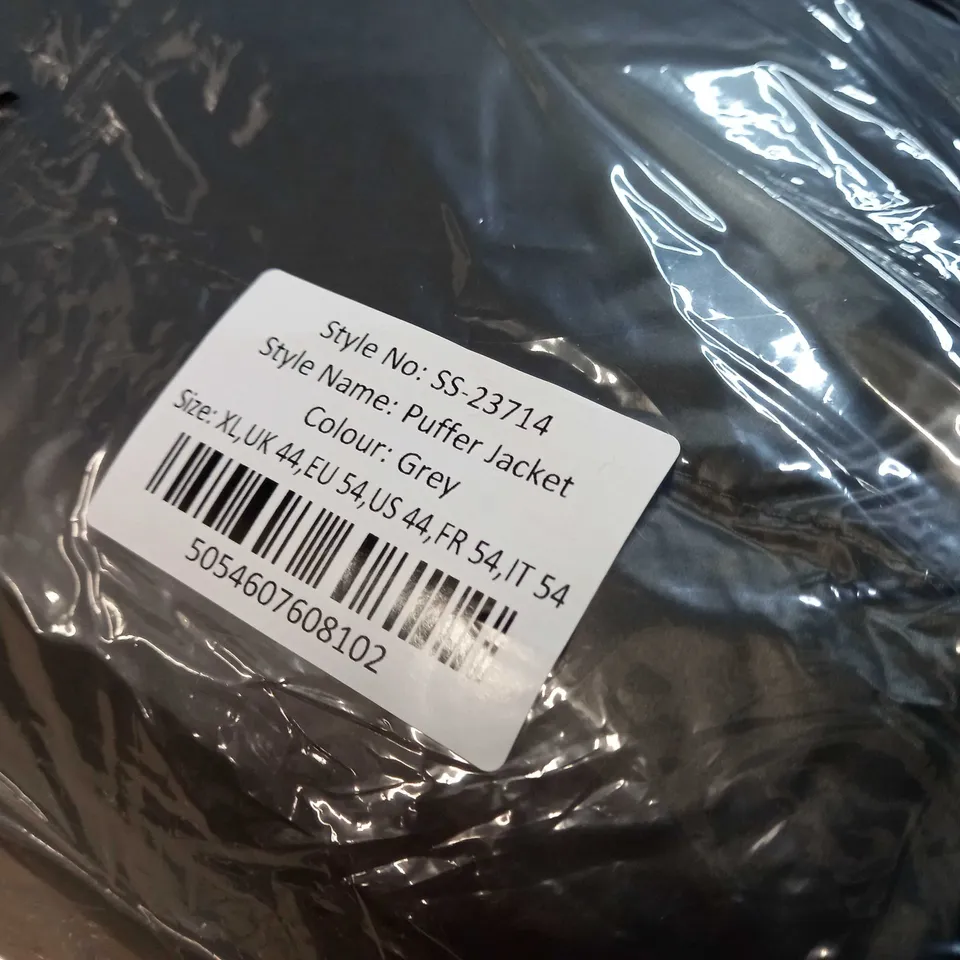 Style No: SS-23714
Style Name: Puffer Jacket
Colour: Grey
Size: XL,UK 44,EU 54,US 44,FR 54,IT 54
5054607608102